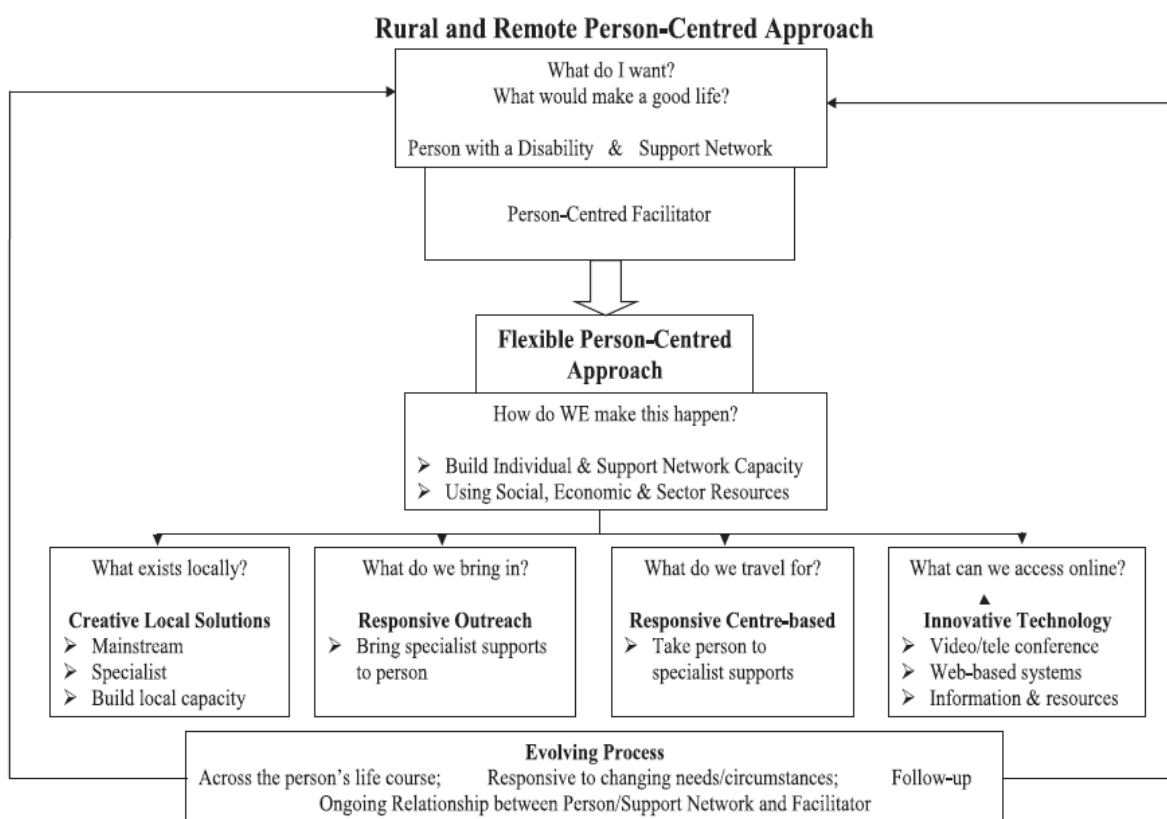 Rural and Remote Person-Centred Approach
What do I want?
What would make a good life?
Person with a Disability & Support Network
Person-Centred Facilitator
Flexible Person-Centred
Approach
How do WE make this happen?
➢ Build Individual & Support Network Capacity
➢ Using Social, Economic & Sector Resources
What exists locally?
Creative Local Solutions
➢ Mainstream
➢ Specialist
➢ Build local capacity
What do we bring in?
Responsive Outreach
➢ Bring specialist supports
to person
What do we travel for?
Responsive Centre-based
➢ Take person to
specialist supports
What can we access online?
Innovative Technology
➢ Video/tele conference
➢ Web-based systems
➢ Information & resources
Evolving Process
Across the person's life course; Responsive to changing needs/circumstances; Follow-up
Ongoing Relationship between Person/Support Network and Facilitator